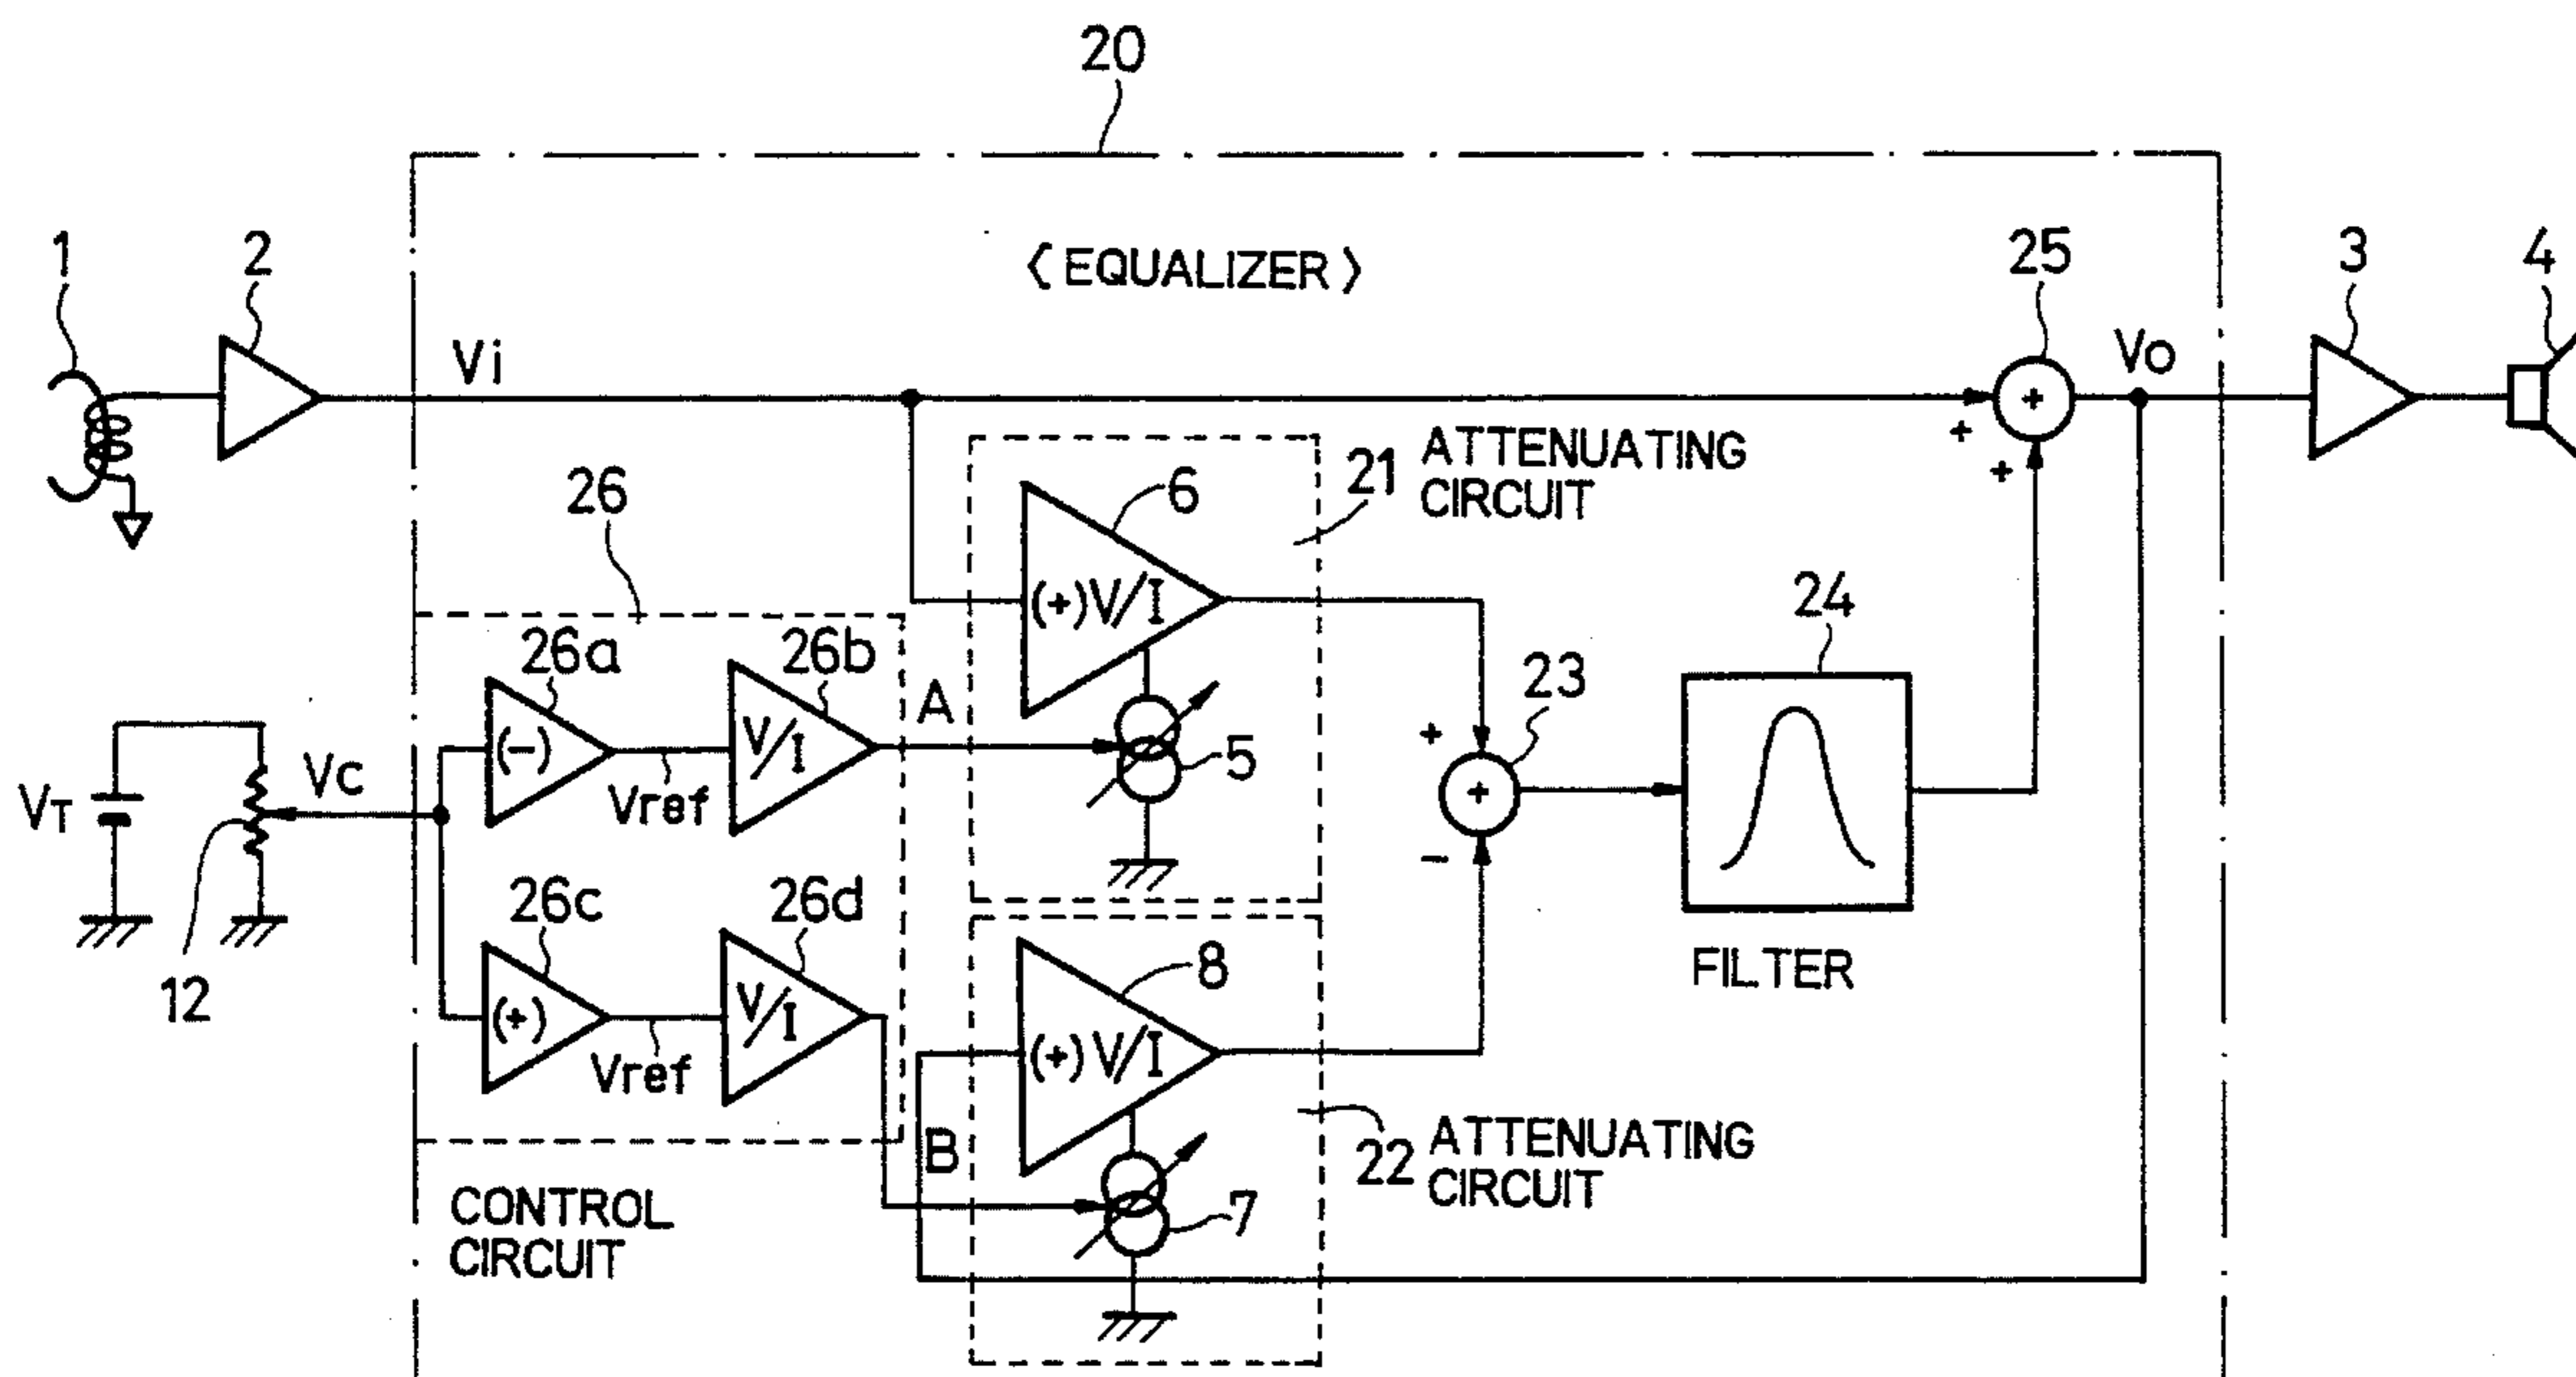 20
1
2
〈EQUALIZER〉
25
3
4
Vi
Vo
ATTENUATING
CIRCUIT
21
6
26
(+)V/I
24
26a
26b
A
23
(-)
V/I
+
+
+
5
+
VT
Vc
Vref
+
-
12
26c
26d
8
FILTER
(+)
V/I
(+)V/I
Vref
B
22
ATTENUATING
CIRCUIT
7
CONTROL
CIRCUIT